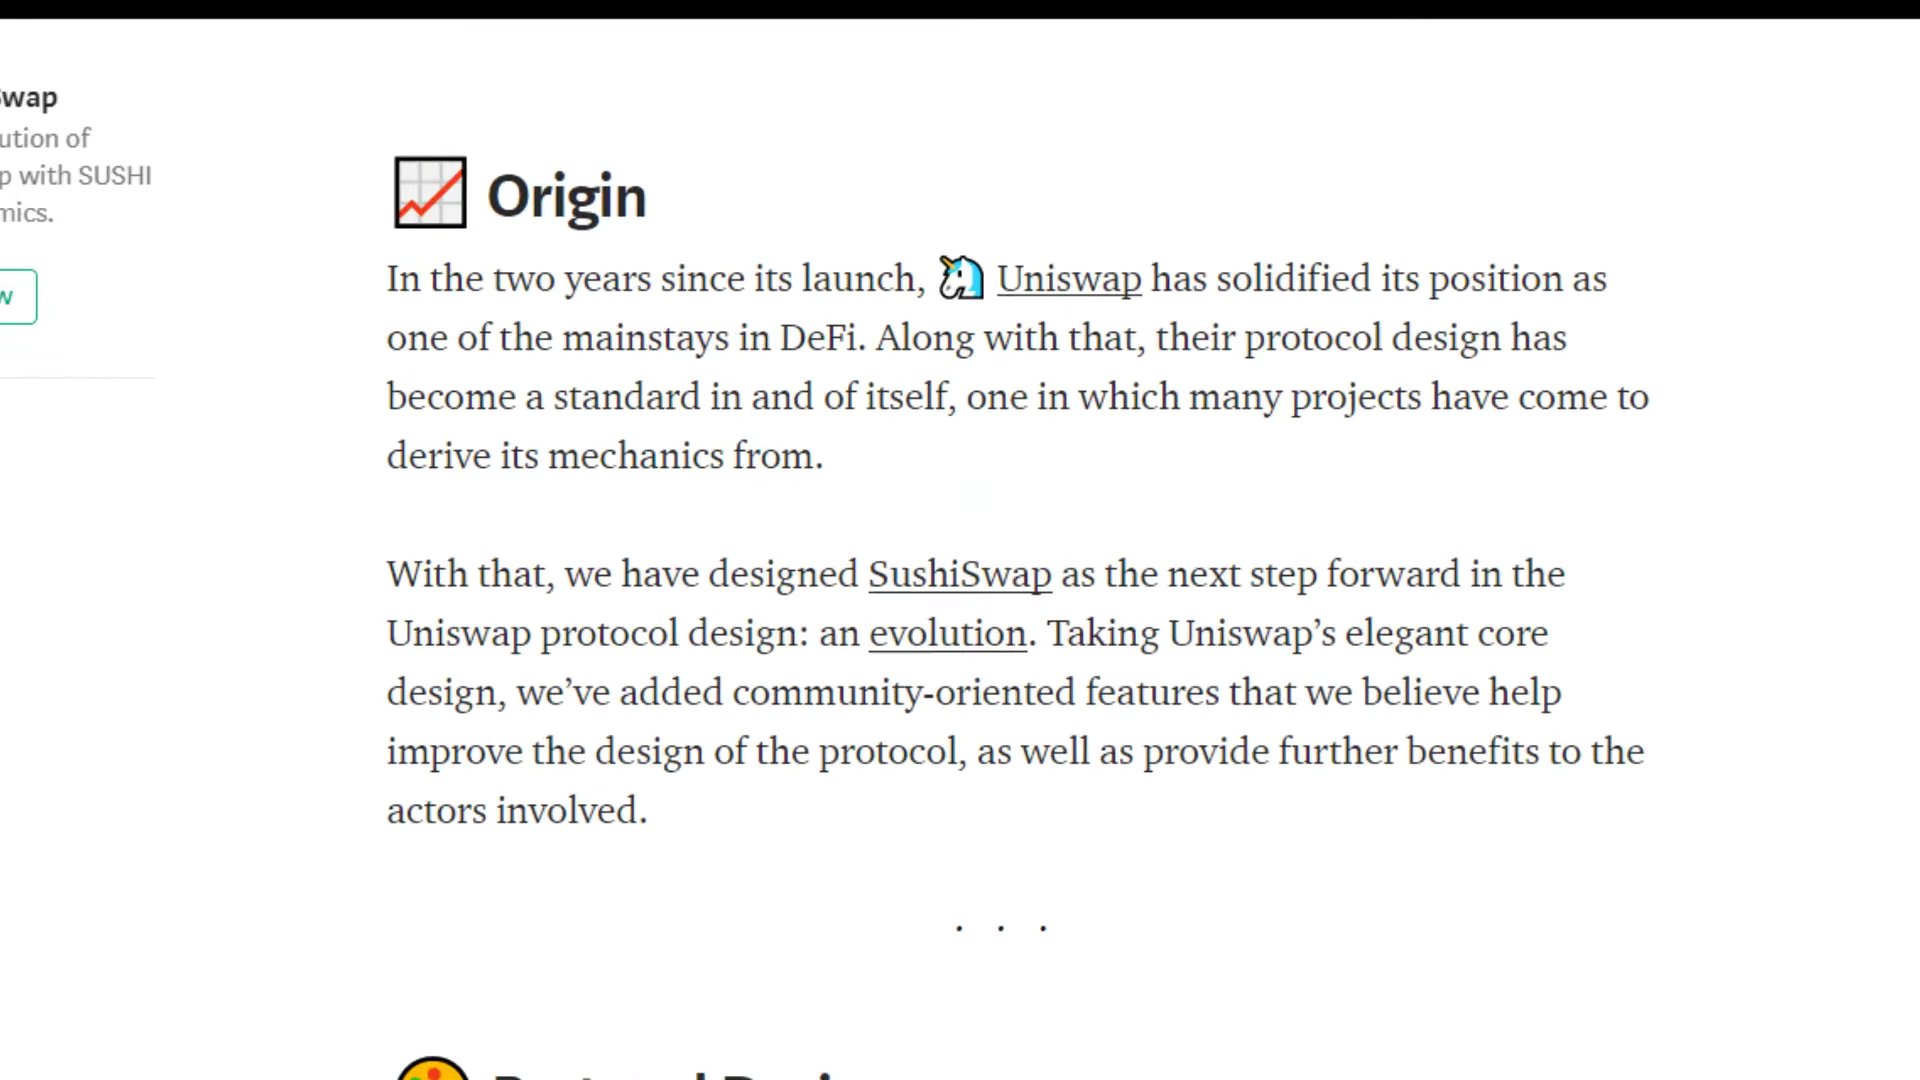 Swap
ution of
p with SUSHI
mics.
w
Origin
In the two years since its launch, 🦄 Uniswap has solidified its position as
one of the mainstays in DeFi. Along with that, their protocol design has
become a standard in and of itself, one in which many projects have come to
derive its mechanics from.
With that, we have designed SushiSwap as the next step forward in the
Uniswap protocol design: an evolution. Taking Uniswap’s elegant core
design, we’ve added community-oriented features that we believe help
improve the design of the protocol, as well as provide further benefits to the
actors involved.
. . .